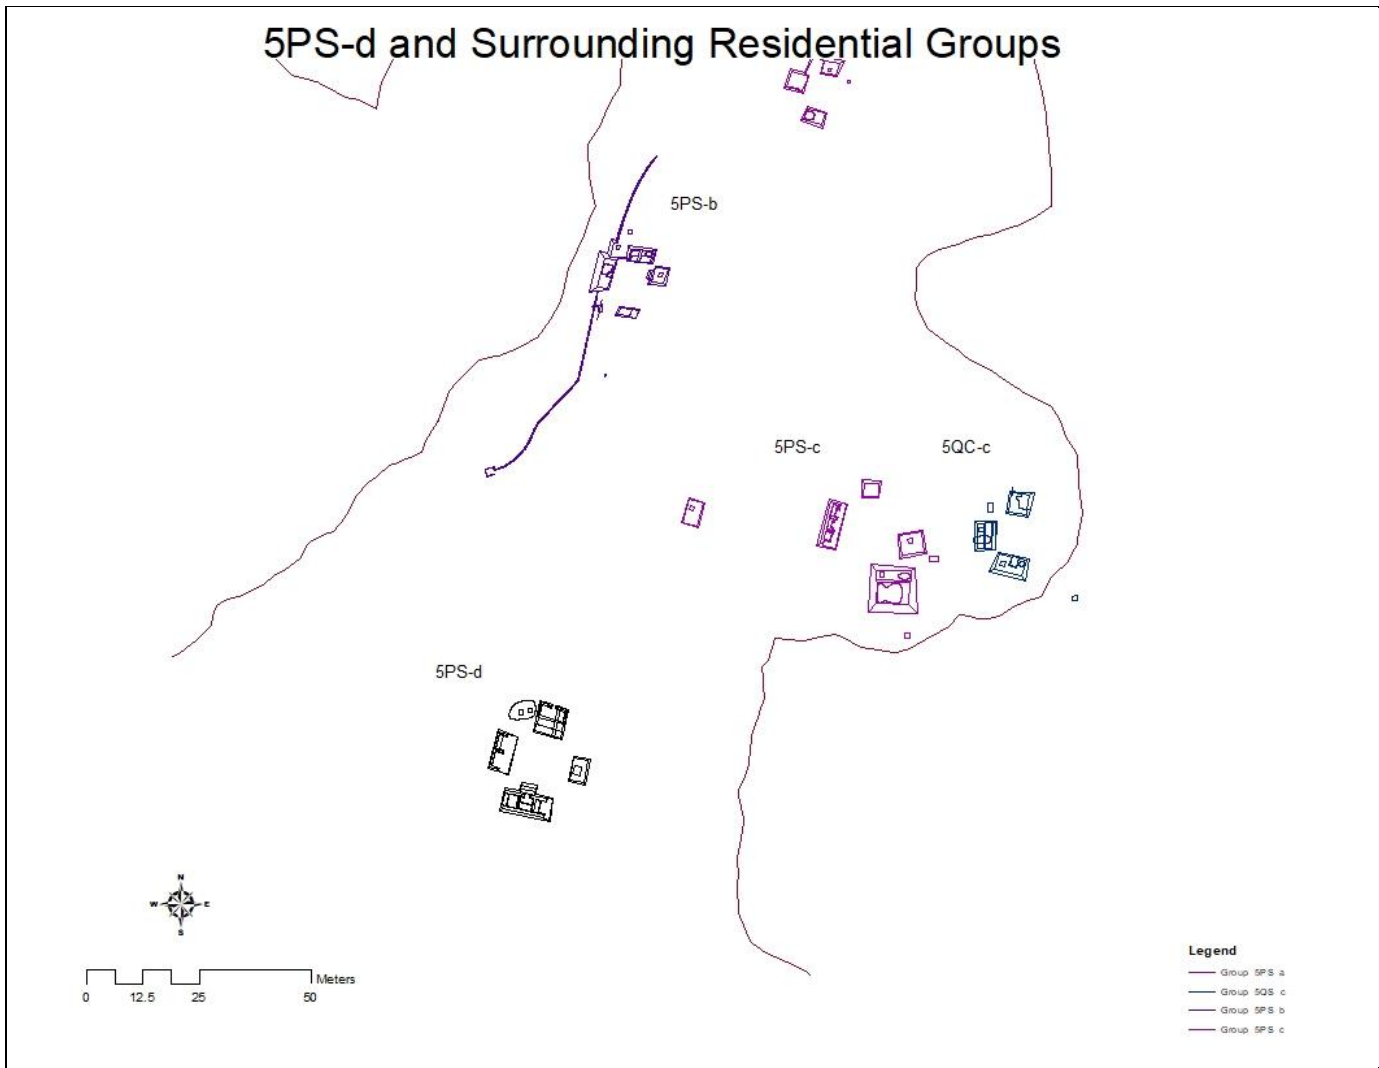 5PS-d and Surrounding Residential Groups
5PS-b
5PS-c
5QC-c
5PS-d
N
W E
S
Meters
0 12.5 25 50
Legend
Group 5PS a
Group 5QS c
Group 5PS b
Group 5PS c